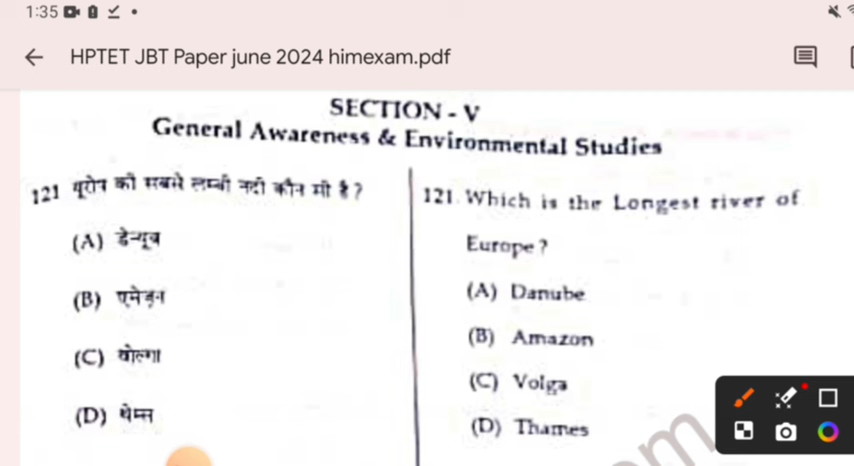 1:35
HPTET JBT Paper june 2024 himexam.pdf
SECTION - V
General Awareness & Environmental Studies
121 यूरोप की सबसे लम्बी नदी कौन सी है ?
(A) डेन्यूब
(B) एमेज़न
(C) वोल्गा
(D) थेम्स
121. Which is the Longest river of
Europe ?
(A) Danube
(B) Amazon
(C) Volga
(D) Thames